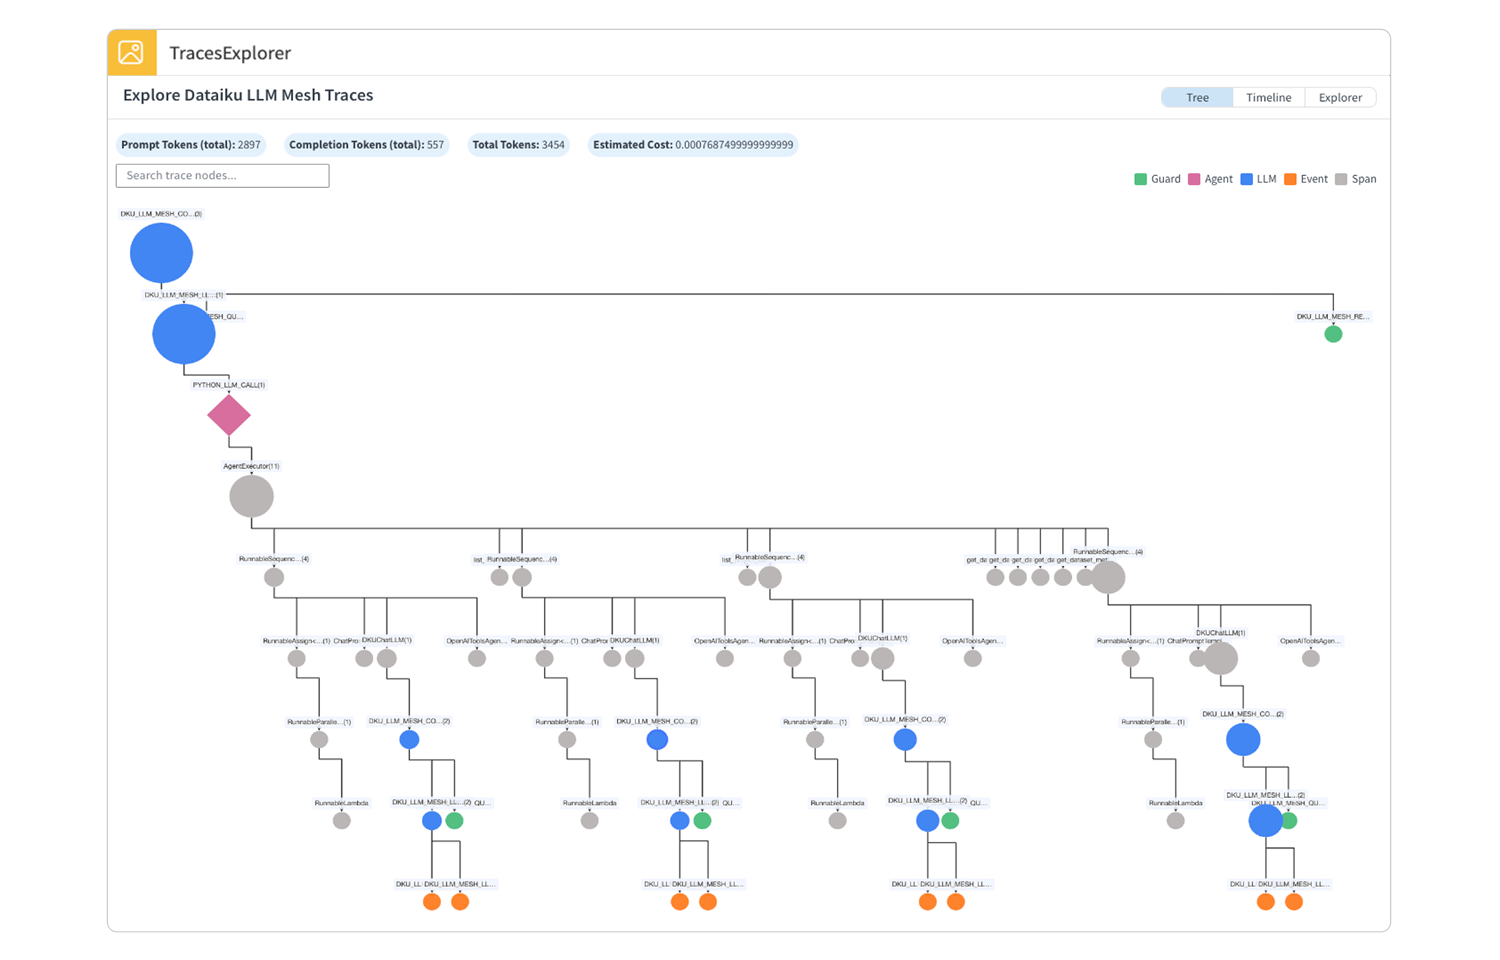 TracesExplorer
Explore Dataiku LLM Mesh Traces
Tree Timeline Explorer
Prompt Tokens (total): 2897 Completion Tokens (total): 557 Total Tokens: 3454 Estimated Cost: 0.0007687499999999999
Search trace nodes...
Guard Agent LLM Event Span
DKU_LLM_MESH_CO...(3)
DKU_LLM_MESH_LL...(1)
ESH_QU... DKU_LLM_MESH_RE...
PYTHON_LLM_CALL(1)
AgentExecutor(11)
RunnableSequenc...(4) list_ RunnableSequenc...(4) list_ RunnableSequenc...(4) get_da get_da get_da get_da get_dataset_met RunnableSequenc...(4)
RunnableAssign<...(1) ChatPro DKUChatLLM(1) OpenAIToolsAgen... RunnableAssign<...(1) ChatPro DKUChatLLM(1) OpenAIToolsAgen... RunnableAssign<...(1) ChatPro DKUChatLLM(1) OpenAIToolsAgen... RunnableAssign<...(1) ChatPromptTempl DKUChatLLM(1) OpenAIToolsAgen...
RunnableParalle...(1) DKU_LLM_MESH_CO...(2) RunnableParalle...(1) DKU_LLM_MESH_CO...(2) RunnableParalle...(1) DKU_LLM_MESH_CO...(2) RunnableParalle...(1) DKU_LLM_MESH_CO...(2)
RunnableLambda DKU_LLM_MESH_LL...(2) QU... RunnableLambda DKU_LLM_MESH_LL...(2) QU... RunnableLambda DKU_LLM_MESH_LL...(2) QU... RunnableLambda DKU_LLM_MESH_LL...(2) DKU_LLM_MESH_QU...
DKU_LL DKU_LLM_MESH_LL... DKU_LL DKU_LLM_MESH_LL... DKU_LL DKU_LLM_MESH_LL... DKU_LL DKU_LLM_MESH_LL...